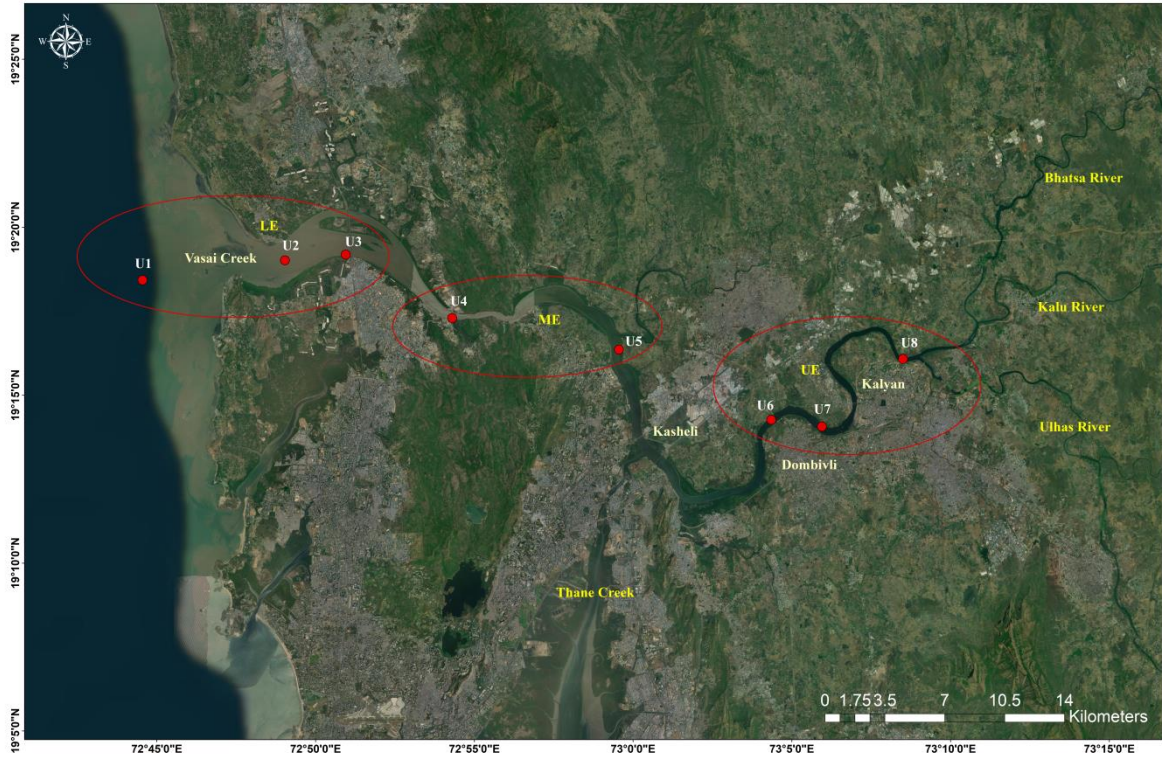 N
W E
S
19°25'0"N
19°20'0"N
19°15'0"N
19°10'0"N
19°5'0"N
Bhatsa River
LE
U2
U3
Vasai Creek
U1
Kalu River
U4
ME
U5
U8
UE
Kalyan
U6
U7
Ulhas River
Kasheli
Dombivli
Thane Creek
0 1.75 3.5 7 10.5 14
Kilometers
72°45'0"E 72°50'0"E 72°55'0"E 73°0'0"E 73°5'0"E 73°10'0"E 73°15'0"E